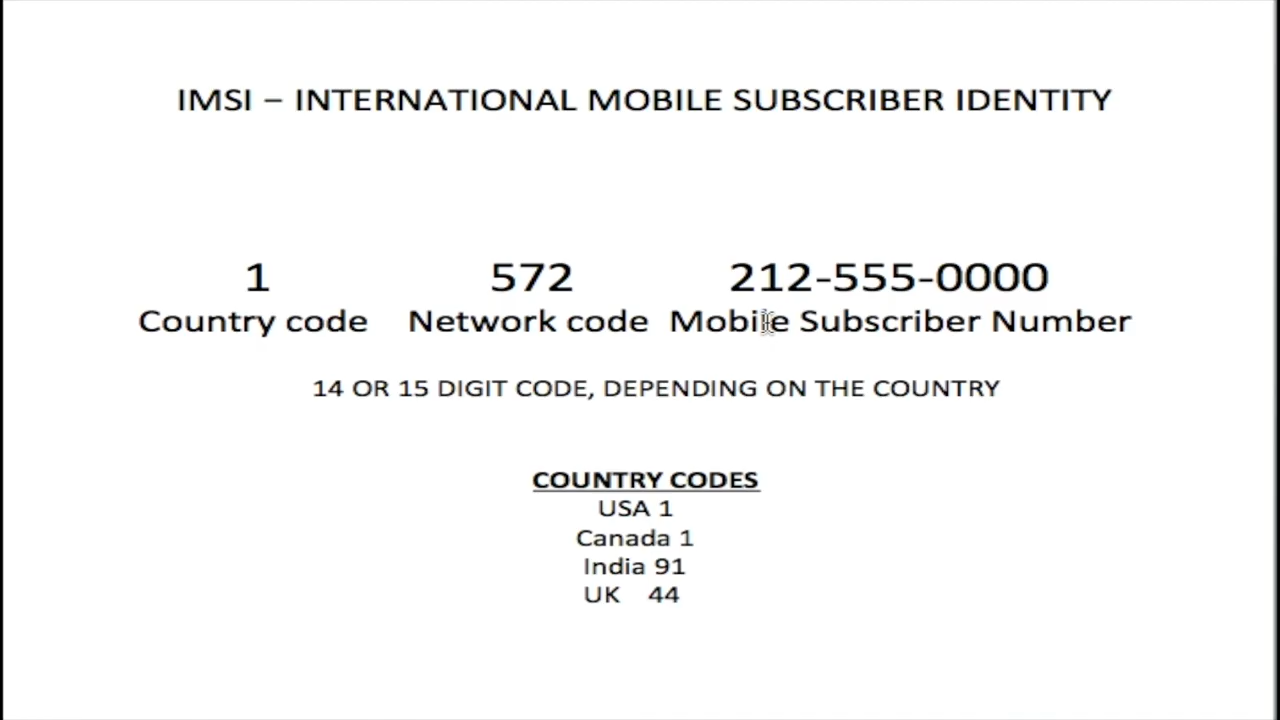 IMSI – INTERNATIONAL MOBILE SUBSCRIBER IDENTITY
1 572 212-555-0000
Country code Network code Mobile Subscriber Number
14 OR 15 DIGIT CODE, DEPENDING ON THE COUNTRY
COUNTRY CODES
USA 1
Canada 1
India 91
UK 44